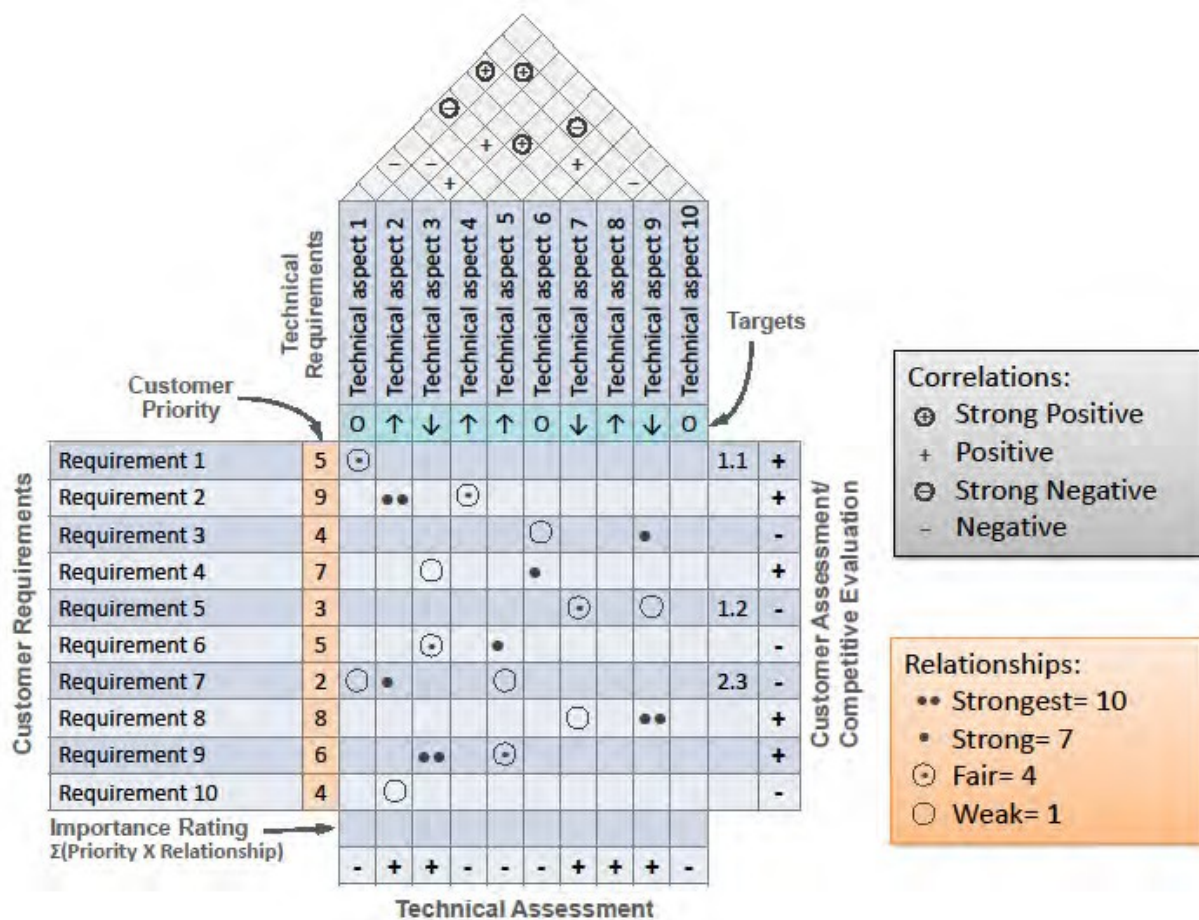 Technical
Requirements
Technical aspect 1
Technical aspect 2
Technical aspect 3
Technical aspect 4
Technical aspect 5
Technical aspect 6
Technical aspect 7
Technical aspect 8
Technical aspect 9
Technical aspect 10
Targets
Customer
Priority
O ↑ ↓ ↑ ↑ O ↓ ↑ ↓ O
Customer Requirements
Requirement 1 5 1.1 +
Requirement 2 9 +
Requirement 3 4 -
Requirement 4 7 +
Requirement 5 3 1.2 -
Requirement 6 5 -
Requirement 7 2 2.3 -
Requirement 8 8 +
Requirement 9 6 +
Requirement 10 4 -
Customer Assessment/
Competitive Evaluation
Importance Rating
Σ(Priority X Relationship)
- + + - - - + + + -
Technical Assessment
Correlations:
⊕ Strong Positive
+ Positive
⊖ Strong Negative
− Negative
Relationships:
•• Strongest= 10
• Strong= 7
⊙ Fair= 4
○ Weak= 1